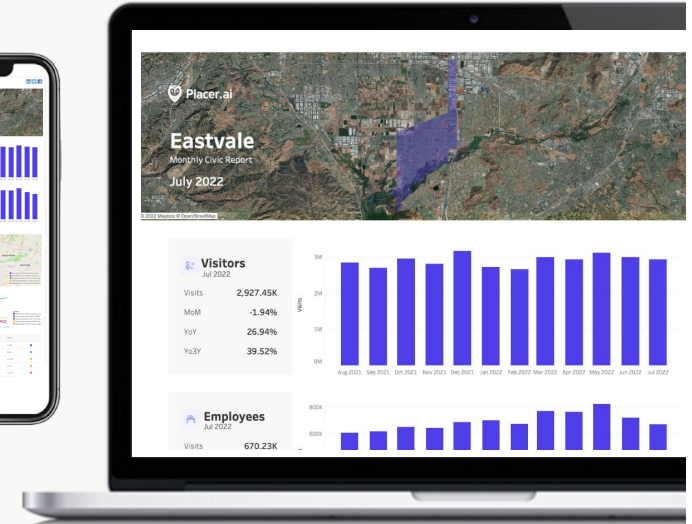 Placer.ai
Eastvale
Monthly Civic Report
July 2022
© 2022 Mapbox © OpenStreetMap
Visitors
Jul 2022
Visits 2,927.45K
MoM -1.94%
YoY 26.94%
Yo3Y 39.52%
Visits
3M
2M
1M
0M
Aug 2021 Sep 2021 Oct 2021 Nov 2021 Dec 2021 Jan 2022 Feb 2022 Mar 2022 Apr 2022 May 2022 Jun 2022 Jul 2022
Employees
Jul 2022
Visits 670.23K
800K
600K